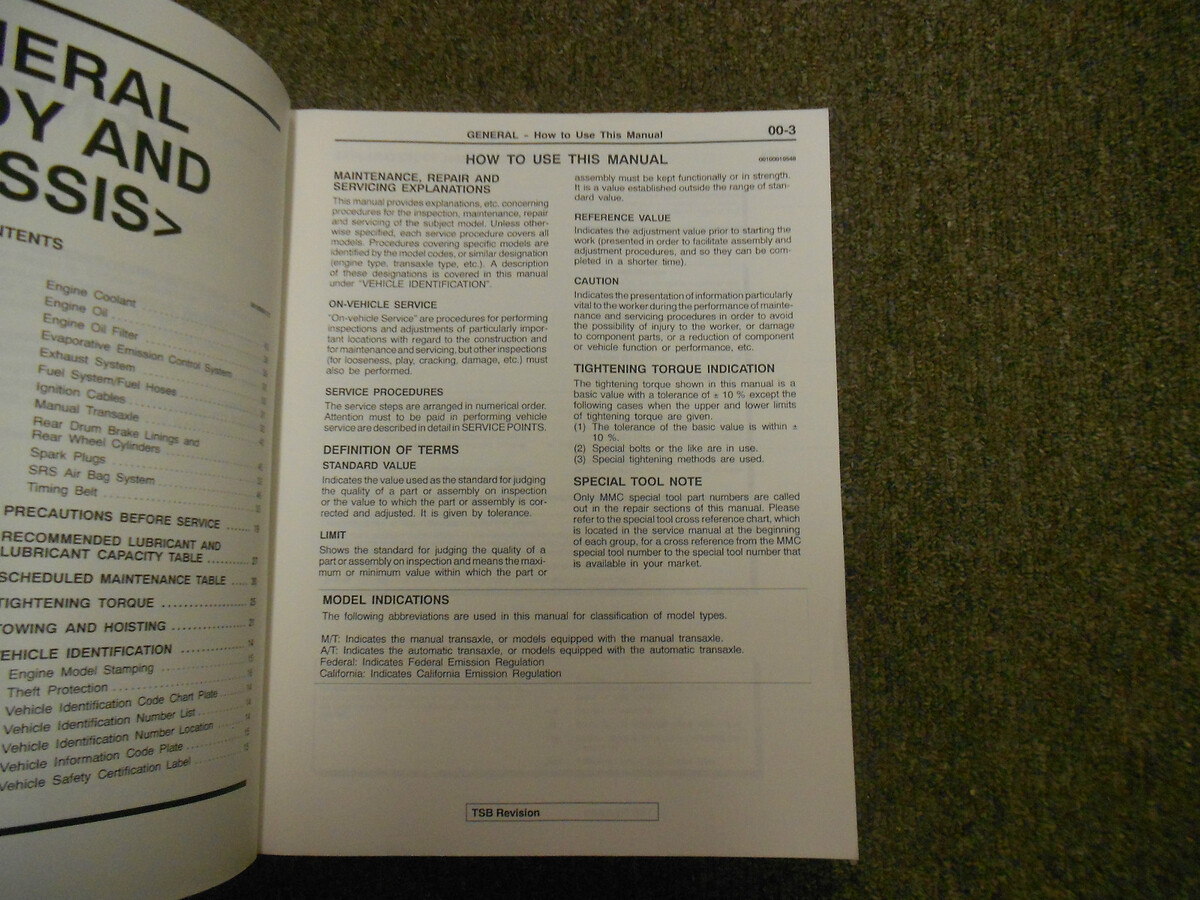 NERAL
DY AND
SSIS>
NTENTS
Engine Coolant
Engine Oil
Engine Oil Filter
Evaporative Emission Control System
Exhaust System
Fuel System/Fuel Hoses
Ignition Cables
Manual Transaxle
Rear Drum Brake Linings and
Rear Wheel Cylinders
Spark Plugs
SRS Air Bag System
Timing Belt
PRECAUTIONS BEFORE SERVICE
RECOMMENDED LUBRICANT AND
LUBRICANT CAPACITY TABLE
SCHEDULED MAINTENANCE TABLE
TIGHTENING TORQUE
TOWING AND HOISTING
VEHICLE IDENTIFICATION
Engine Model Stamping
Theft Protection
Vehicle Identification Code Chart Plate
Vehicle Identification Number List
Vehicle Identification Number Location
Vehicle Information Code Plate
Vehicle Safety Certification Label
GENERAL - How to Use This Manual 00-3
HOW TO USE THIS MANUAL
MAINTENANCE, REPAIR AND
SERVICING EXPLANATIONS
This manual provides explanations, etc. concerning
procedures for the inspection, maintenance, repair
and servicing of the subject model. Unless other-
wise specified, each service procedure covers all
models. Procedures covering specific models are
identified by the model codes, or similar designation
(engine type, transaxle type, etc.). A description
of these designations is covered in this manual
under "VEHICLE IDENTIFICATION".
ON-VEHICLE SERVICE
"On-vehicle Service" are procedures for performing
inspections and adjustments of particularly impor-
tant locations with regard to the construction and
for maintenance and servicing, but other inspections
(for looseness, play, cracking, damage, etc.) must
also be performed.
SERVICE PROCEDURES
The service steps are arranged in numerical order.
Attention must to be paid in performing vehicle
service are described in detail in SERVICE POINTS.
DEFINITION OF TERMS
STANDARD VALUE
Indicates the value used as the standard for judging
the quality of a part or assembly on inspection
or the value to which the part or assembly is cor-
rected and adjusted. It is given by tolerance.
LIMIT
Shows the standard for judging the quality of a
part or assembly on inspection and means the maxi-
mum or minimum value within which the part or
assembly must be kept functionally or in strength.
It is a value established outside the range of stan-
dard value.
REFERENCE VALUE
Indicates the adjustment value prior to starting the
work (presented in order to facilitate assembly and
adjustment procedures, and so they can be com-
pleted in a shorter time).
CAUTION
Indicates the presentation of information particularly
vital to the worker during the performance of mainte-
nance and servicing procedures in order to avoid
the possibility of injury to the worker, or damage
to component parts, or a reduction of component
or vehicle function or performance, etc.
TIGHTENING TORQUE INDICATION
The tightening torque shown in this manual is a
basic value with a tolerance of ± 10 % except the
following cases when the upper and lower limits
of tightening torque are given.
(1) The tolerance of the basic value is within ±
10 %.
(2) Special bolts or the like are in use.
(3) Special tightening methods are used.
SPECIAL TOOL NOTE
Only MMC special tool part numbers are called
out in the repair sections of this manual. Please
refer to the special tool cross reference chart, which
is located in the service manual at the beginning
of each group, for a cross reference from the MMC
special tool number to the special tool number that
is available in your market.
MODEL INDICATIONS
The following abbreviations are used in this manual for classification of model types.
M/T: Indicates the manual transaxle, or models equipped with the manual transaxle.
A/T: Indicates the automatic transaxle, or models equipped with the automatic transaxle.
Federal: Indicates Federal Emission Regulation
California: Indicates California Emission Regulation
TSB Revision